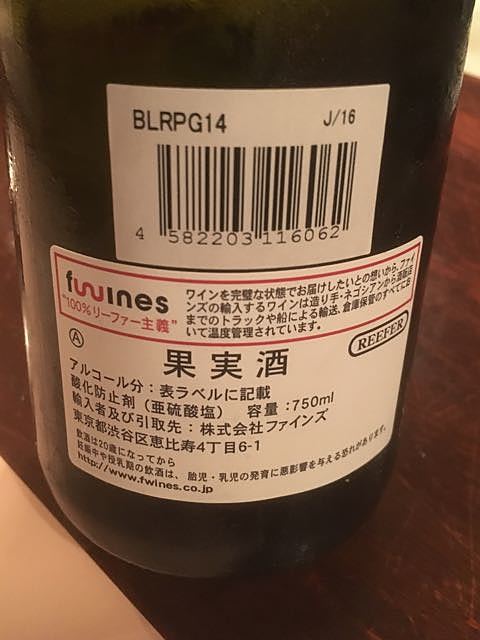 BLRPG14 J/16
4 582203 116062
fwines
"100%リーファー主義"
ワインを完璧な状態でお届けしたいとの想いから、ファイ
ンズの輸入するワインは造り手・ネゴシアンから酒販店
までのトラックや船による輸送、倉庫保管のすべてにお
いて温度管理されています。
REEFER
A
果実酒
アルコール分：表ラベルに記載
酸化防止剤（亜硫酸塩） 容量：750ml
輸入者及び引取先：株式会社ファインズ
東京都渋谷区恵比寿4丁目6-1
飲酒は20歳になってから
妊娠中や授乳期の飲酒は、胎児・乳児の発育に悪影響を与える恐れがあります。
http://www.fwines.co.jp